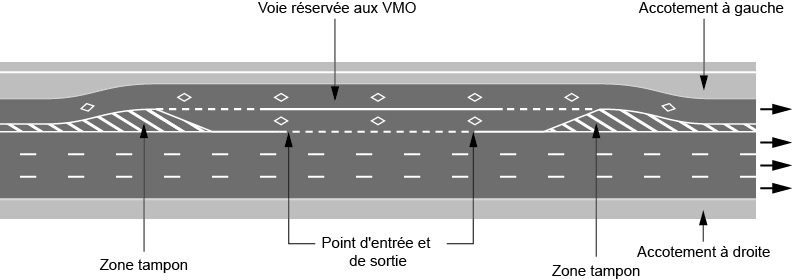 Voie réservée aux VMO
Accotement à gauche
Point d'entrée et
de sortie
Zone tampon
Zone tampon
Accotement à droite